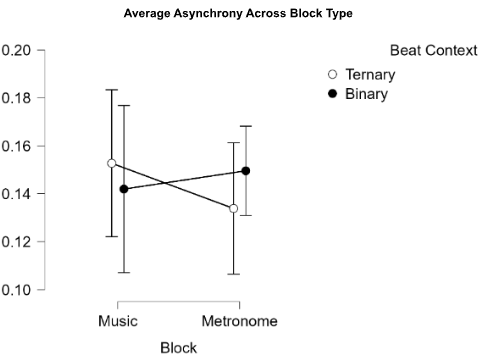 Average Asynchrony Across Block Type
0.20
0.18
0.16
0.14
0.12
0.10
Beat Context
Ternary
Binary
Music
Metronome
Block